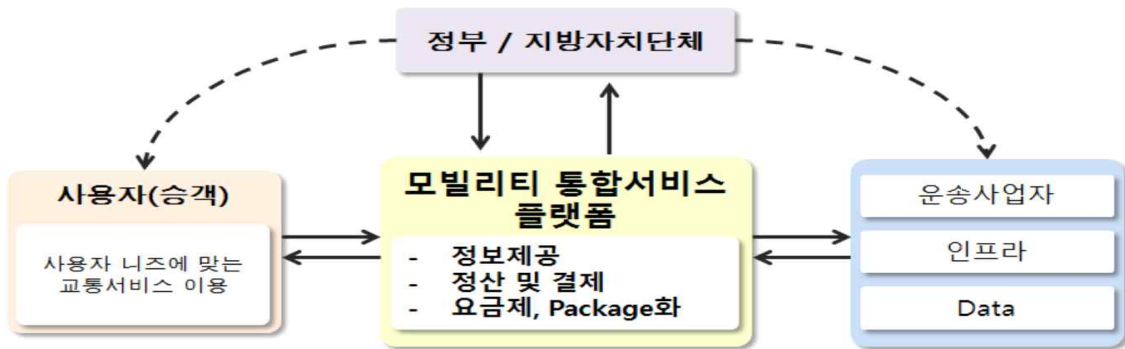 정부 / 지방자치단체
사용자(승객)
사용자 니즈에 맞는
교통서비스 이용
모빌리티 통합서비스
플랫폼
- 정보제공
- 정산 및 결제
- 요금제, Package화
운송사업자
인프라
Data